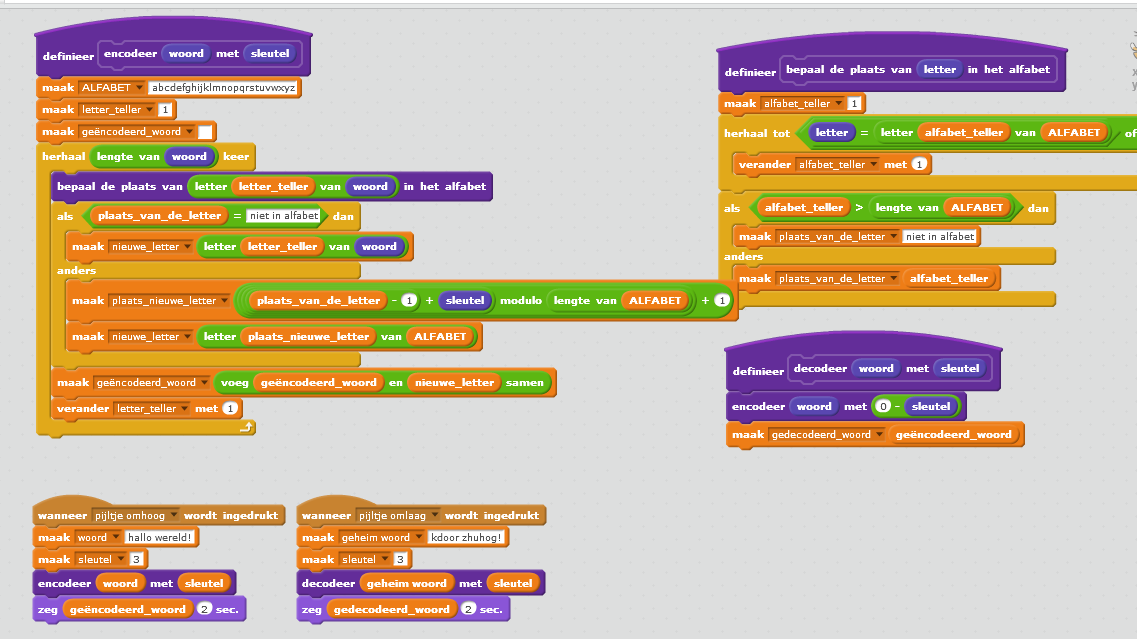 definieer encodeer woord met sleutel
maak ALFABET abcdefghijklmnopqrstuvwxyz
maak letter_teller 1
maak geëncodeerd_woord
herhaal lengte van woord keer
bepaal de plaats van letter letter_teller van woord in het alfabet
als plaats_van_de_letter = niet in alfabet dan
maak nieuwe_letter letter letter_teller van woord
anders
maak plaats_nieuwe_letter plaats_van_de_letter - 1 + sleutel modulo lengte van ALFABET + 1
maak nieuwe_letter letter plaats_nieuwe_letter van ALFABET
maak geëncodeerd_woord voeg geëncodeerd_woord en nieuwe_letter samen
verander letter_teller met 1
definieer bepaal de plaats van letter in het alfabet
maak alfabet_teller 1
herhaal tot letter = letter alfabet_teller van ALFABET of
verander alfabet_teller met 1
als alfabet_teller > lengte van ALFABET dan
maak plaats_van_de_letter niet in alfabet
anders
maak plaats_van_de_letter alfabet_teller
definieer decodeer woord met sleutel
encodeer woord met 0 - sleutel
maak gedecodeerd_woord geëncodeerd_woord
wanneer pijltje omhoog wordt ingedrukt
maak woord hallo wereld!
maak sleutel 3
encodeer woord met sleutel
zeg geëncodeerd_woord 2 sec.
wanneer pijltje omlaag wordt ingedrukt
maak geheim woord kdoor zhuhog!
maak sleutel 3
decodeer geheim woord met sleutel
zeg gedecodeerd_woord 2 sec.